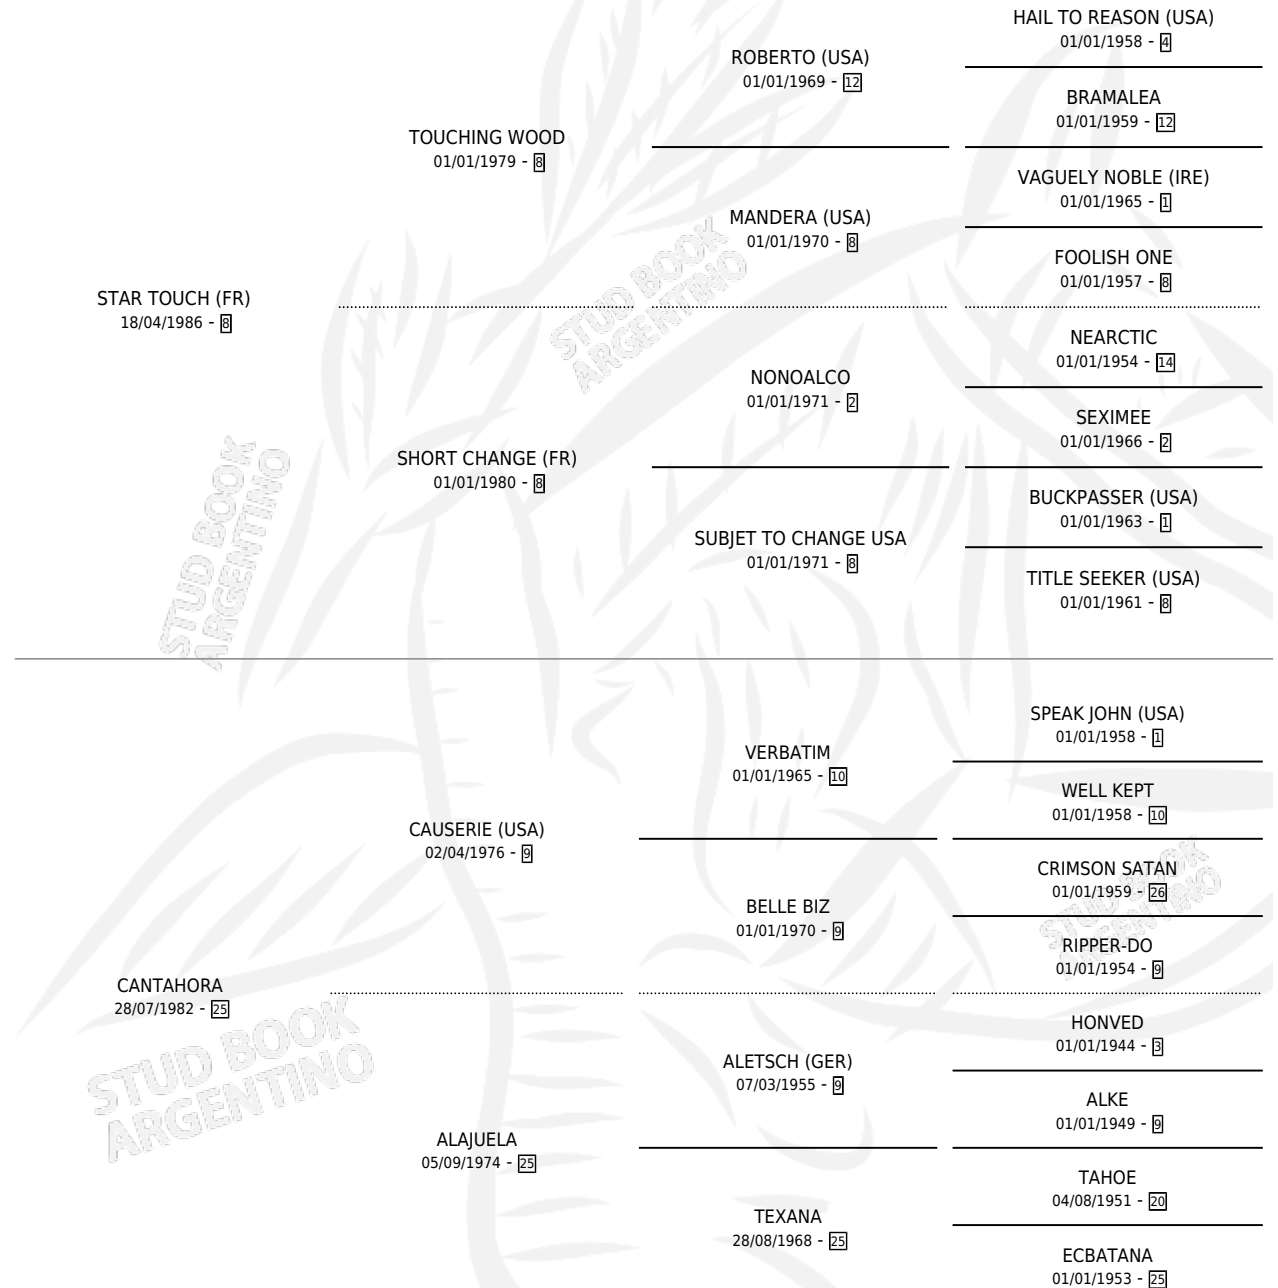 HAIL TO REASON (USA)
01/01/1958 - 4
ROBERTO (USA)
01/01/1969 - 12
BRAMALEA
01/01/1959 - 12
TOUCHING WOOD
01/01/1979 - 8
VAGUELY NOBLE (IRE)
01/01/1965 - 1
MANDERA (USA)
01/01/1970 - 8
FOOLISH ONE
01/01/1957 - 8
STAR TOUCH (FR)
18/04/1986 - 8
NEARCTIC
01/01/1954 - 14
NONOALCO
01/01/1971 - 2
SEXIMEE
01/01/1966 - 2
SHORT CHANGE (FR)
01/01/1980 - 8
BUCKPASSER (USA)
01/01/1963 - 1
SUBJET TO CHANGE USA
01/01/1971 - 8
TITLE SEEKER (USA)
01/01/1961 - 8
SPEAK JOHN (USA)
01/01/1958 - 1
VERBATIM
01/01/1965 - 10
WELL KEPT
01/01/1958 - 10
CAUSERIE (USA)
02/04/1976 - 9
CRIMSON SATAN
01/01/1959 - 26
BELLE BIZ
01/01/1970 - 9
RIPPER-DO
01/01/1954 - 9
CANTAHORA
28/07/1982 - 25
HONVED
01/01/1944 - 3
ALETSCH (GER)
07/03/1955 - 9
ALKE
01/01/1949 - 9
ALAJUELA
05/09/1974 - 25
TAHOE
04/08/1951 - 20
TEXANA
28/08/1968 - 25
ECBATANA
01/01/1953 - 25
STUD BOOK
ARGENTINO
STUD BOOK
ARGENTINO
STUD BOOK
ARGENTINO
STUD BOOK
ARGENTINO